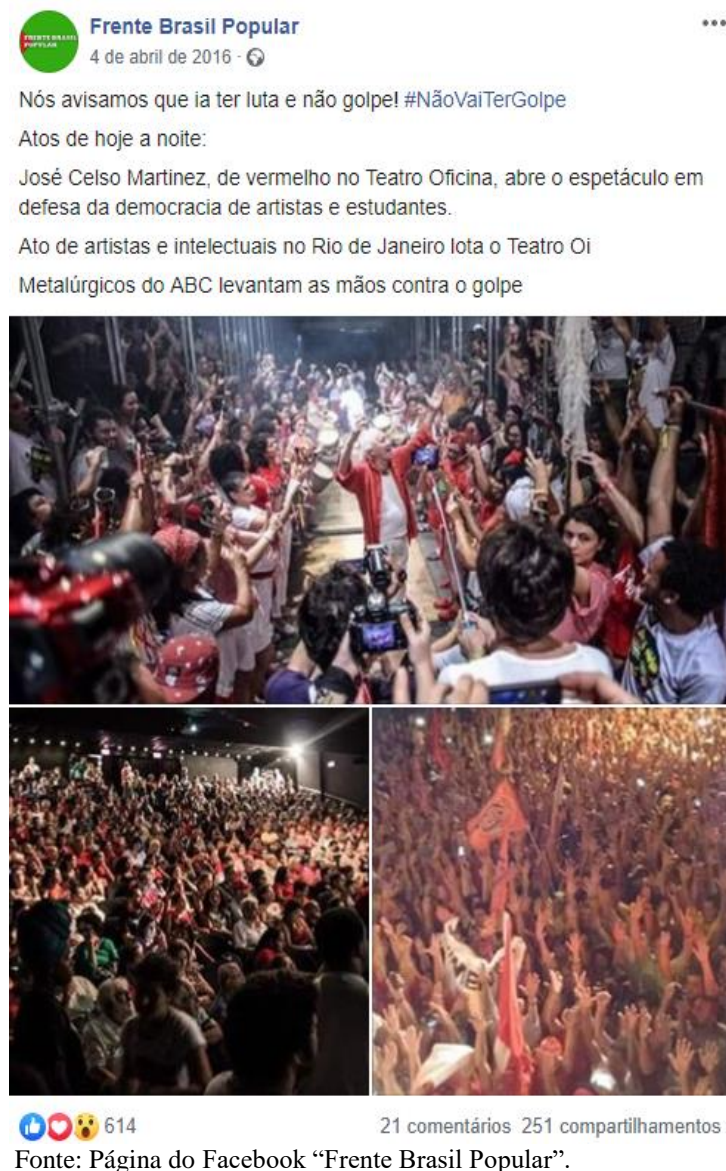 FRENTE BRASIL
POPULAR
Frente Brasil Popular
4 de abril de 2016 ·
Nós avisamos que ia ter luta e não golpe! #NãoVaiTerGolpe
Atos de hoje a noite:
José Celso Martinez, de vermelho no Teatro Oficina, abre o espetáculo em
defesa da democracia de artistas e estudantes.
Ato de artistas e intelectuais no Rio de Janeiro lota o Teatro Oi
Metalúrgicos do ABC levantam as mãos contra o golpe
614
21 comentários 251 compartilhamentos
Fonte: Página do Facebook “Frente Brasil Popular”.